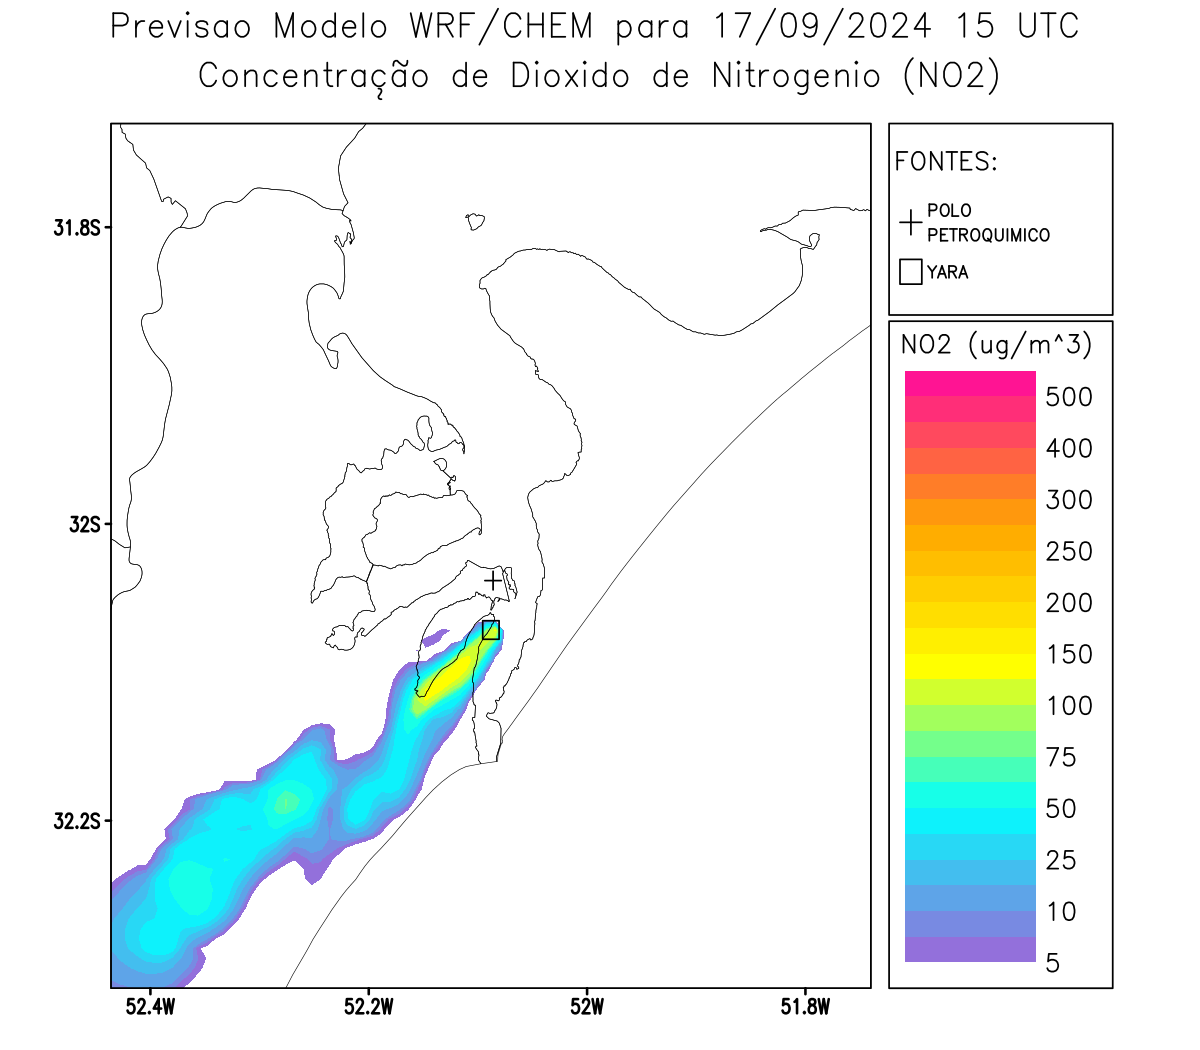 Previsao Modelo WRF/CHEM para 17/09/2024 15 UTC
Concentração de Dioxido de Nitrogenio (NO2)
FONTES:
POLO
PETROQUIMICO
YARA
NO2 (ug/m^3)
500
400
300
250
200
150
100
75
50
25
10
5
31.8S
32S
32.2S
52.4W
52.2W
52W
51.8W